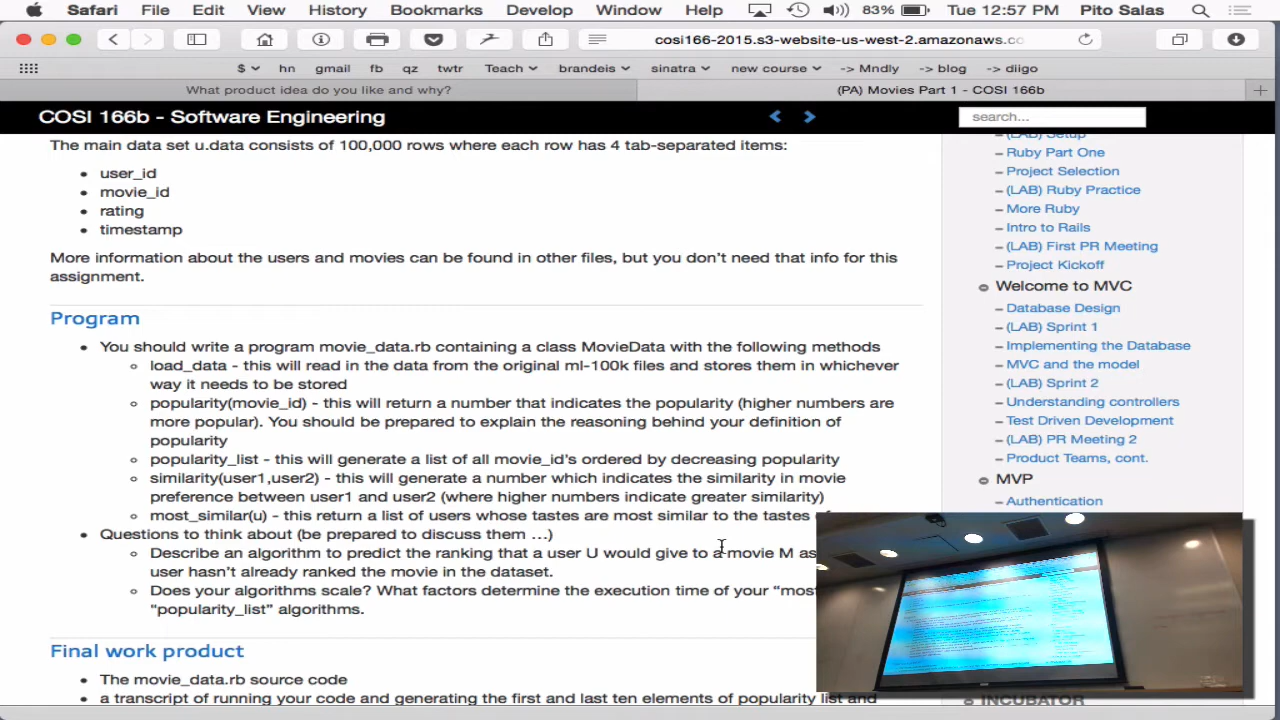 Safari File Edit View History Bookmarks Develop Window Help 83% Tue 12:57 PM Pito Salas
cosi166-2015.s3-website-us-west-2.amazonaws.co
$ hn gmail fb qz twtr Teach brandeis sinatra new course -> Mndly -> blog -> diigo
What product idea do you like and why? (PA) Movies Part 1 - COSI 166b
COSI 166b - Software Engineering
search...
The main data set u.data consists of 100,000 rows where each row has 4 tab-separated items:
• user_id
• movie_id
• rating
• timestamp
More information about the users and movies can be found in other files, but you don't need that info for this
assignment.
Program
• You should write a program movie_data.rb containing a class MovieData with the following methods
load_data - this will read in the data from the original ml-100k files and stores them in whichever
way it needs to be stored
popularity(movie_id) - this will return a number that indicates the popularity (higher numbers are
more popular). You should be prepared to explain the reasoning behind your definition of
popularity
popularity_list - this will generate a list of all movie_id's ordered by decreasing popularity
similarity(user1,user2) - this will generate a number which indicates the similarity in movie
preference between user1 and user2 (where higher numbers indicate greater similarity)
most_similar(u) - this return a list of users whose tastes are most similar to the tastes of
• Questions to think about (be prepared to discuss them ...)
Describe an algorithm to predict the ranking that a user U would give to a movie M as
user hasn't already ranked the movie in the dataset.
Does your algorithms scale? What factors determine the execution time of your "most
"popularity_list" algorithms.
Final work product
• The movie_data.rb source code
• a transcript of running your code and generating the first and last ten elements of popularity list and
(LAB) Setup
Ruby Part One
Project Selection
(LAB) Ruby Practice
More Ruby
Intro to Rails
(LAB) First PR Meeting
Project Kickoff
Welcome to MVC
Database Design
(LAB) Sprint 1
Implementing the Database
MVC and the model
(LAB) Sprint 2
Understanding controllers
Test Driven Development
(LAB) PR Meeting 2
Product Teams, cont.
MVP
Authentication
INCUBATOR